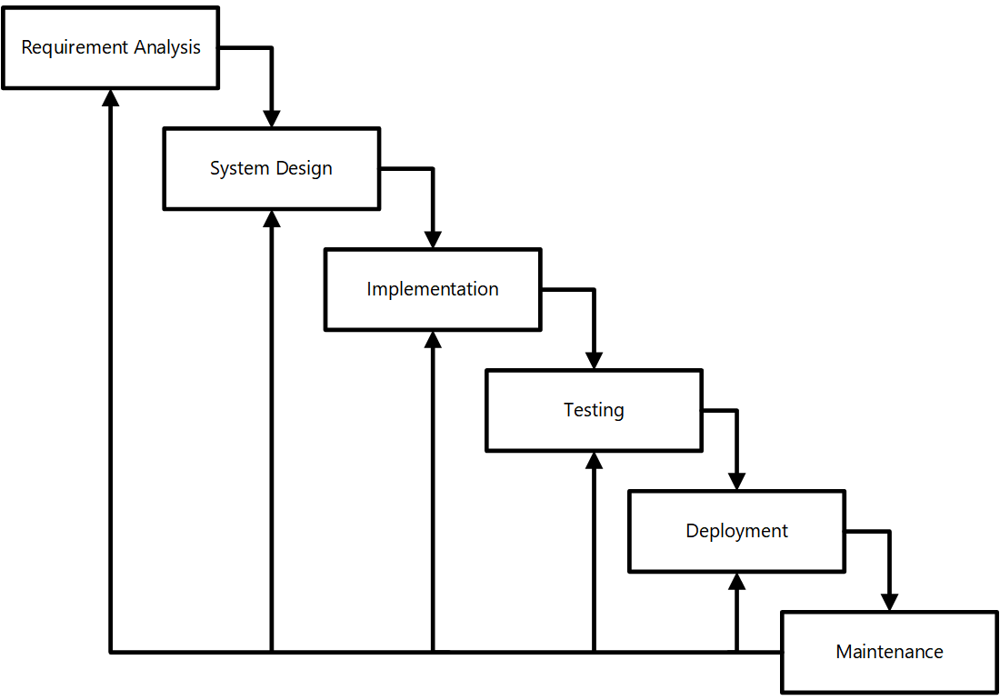 Requirement Analysis
System Design
Implementation
Testing
Deployment
Maintenance